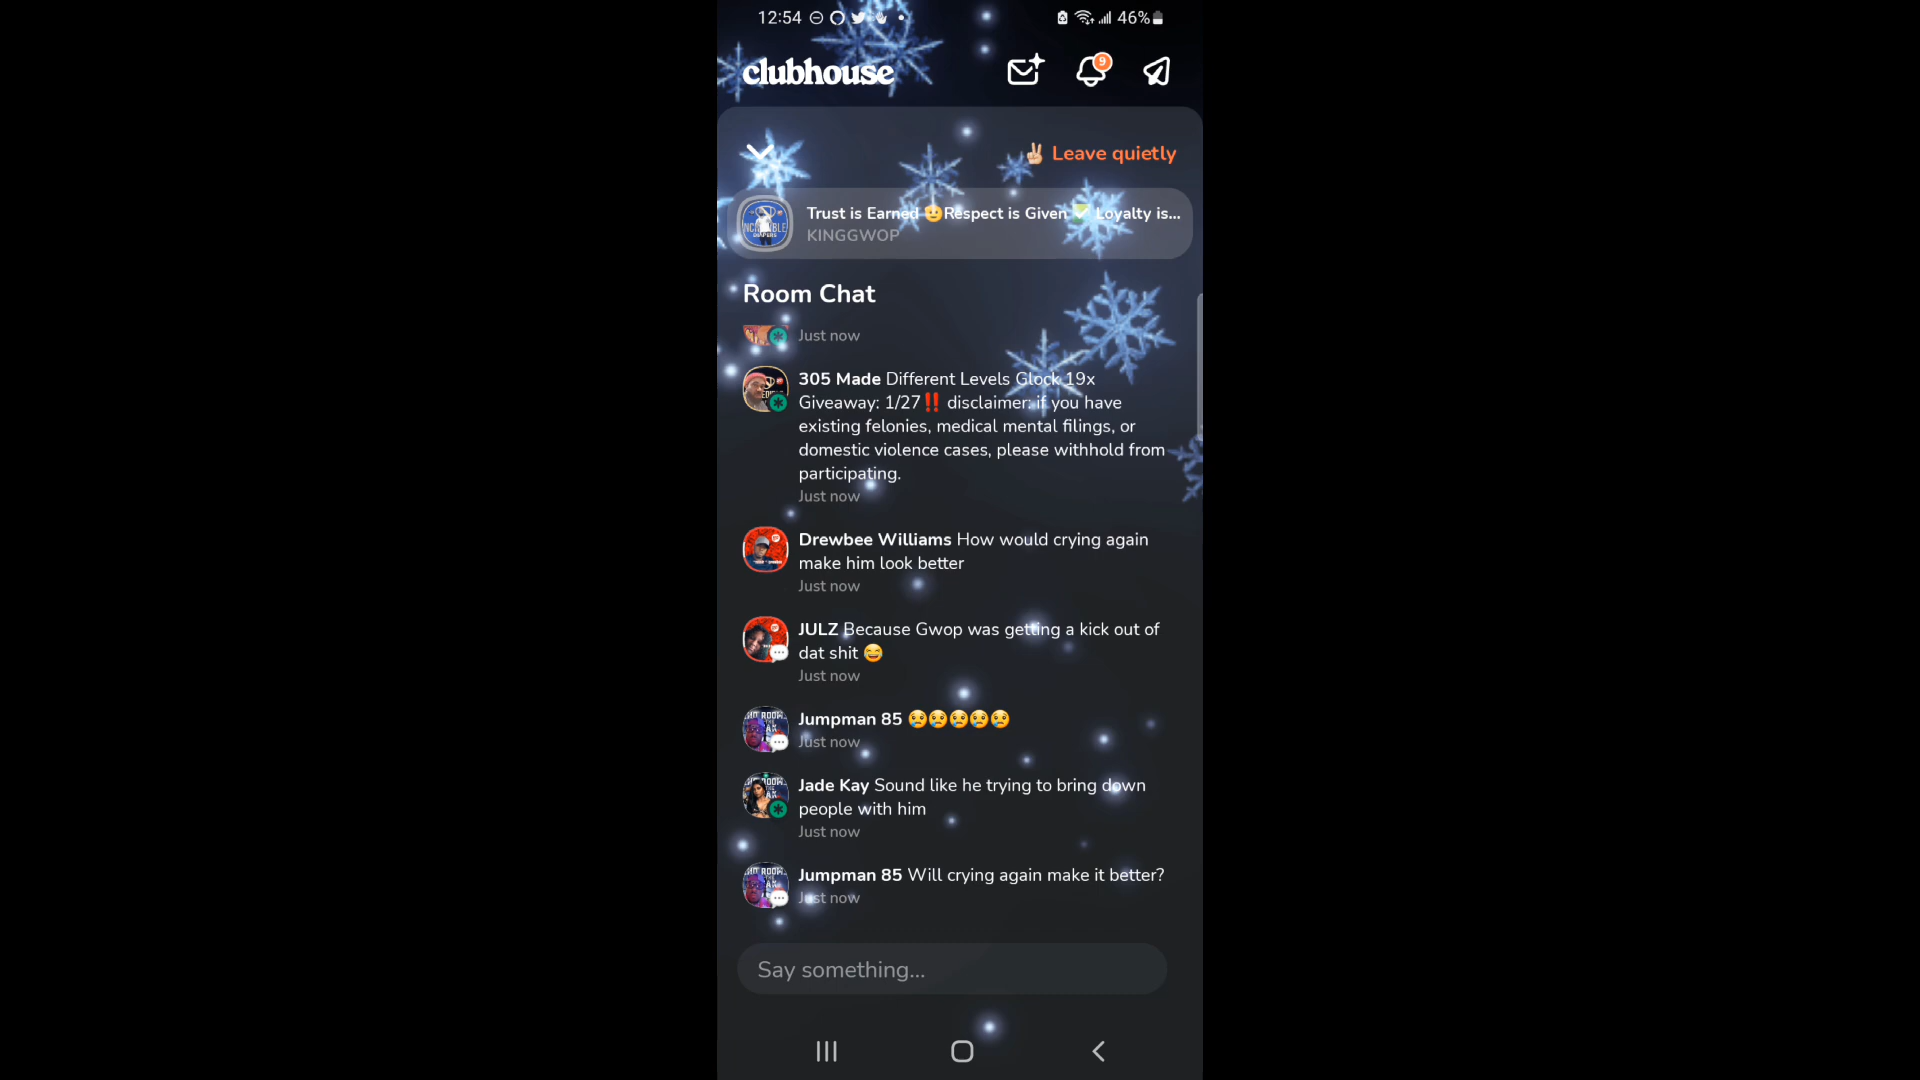 12:54
46%
clubhouse
9
✌🏼 Leave quietly
Trust is Earned 🫡Respect is Given ✅ Loyalty is...
KINGGWOP
Room Chat
Just now
305 Made Different Levels Glock 19x
Giveaway: 1/27‼️ disclaimer: if you have
existing felonies, medical mental filings, or
domestic violence cases, please withhold from
participating.
Just now
Drewbee Williams How would crying again
make him look better
Just now
JULZ Because Gwop was getting a kick out of
dat shit 😂
Just now
Jumpman 85 😢😢😢😢😢
Just now
Jade Kay Sound like he trying to bring down
people with him
Just now
Jumpman 85 Will crying again make it better?
Just now
Say something...